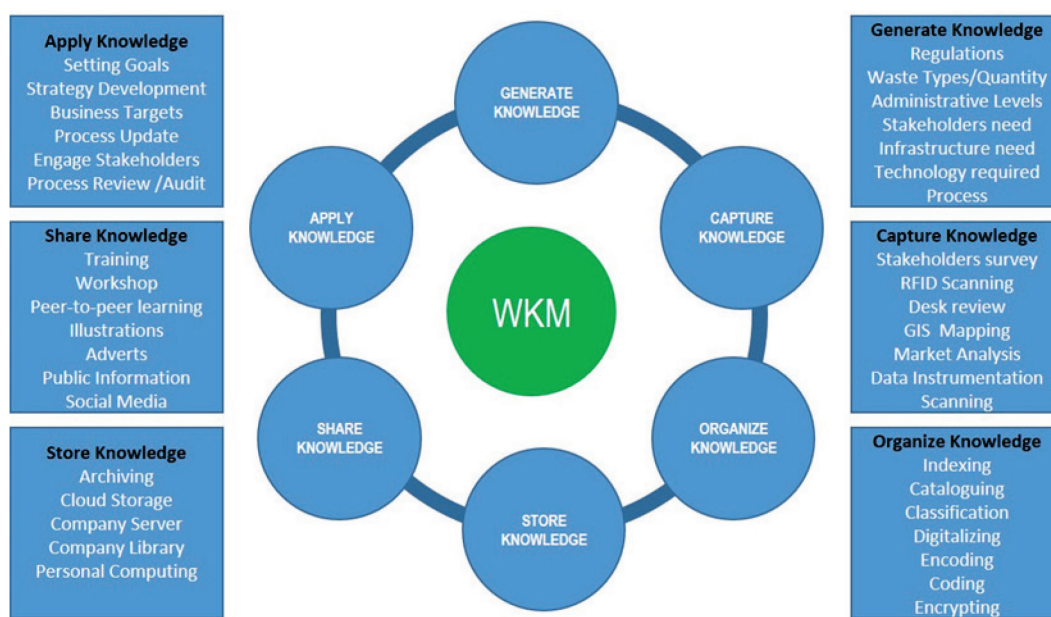 Apply Knowledge
Setting Goals
Strategy Development
Business Targets
Process Update
Engage Stakeholders
Process Review /Audit
Share Knowledge
Training
Workshop
Peer-to-peer learning
Illustrations
Adverts
Public Information
Social Media
Store Knowledge
Archiving
Cloud Storage
Company Server
Company Library
Personal Computing
GENERATE
KNOWLEDGE
CAPTURE
KNOWLEDGE
ORGANIZE
KNOWLEDGE
STORE
KNOWLEDGE
SHARE
KNOWLEDGE
APPLY
KNOWLEDGE
WKM
Generate Knowledge
Regulations
Waste Types/Quantity
Administrative Levels
Stakeholders need
Infrastructure need
Technology required
Process
Capture Knowledge
Stakeholders survey
RFID Scanning
Desk review
GIS Mapping
Market Analysis
Data Instrumentation
Scanning
Organize Knowledge
Indexing
Cataloguing
Classification
Digitalizing
Encoding
Coding
Encrypting